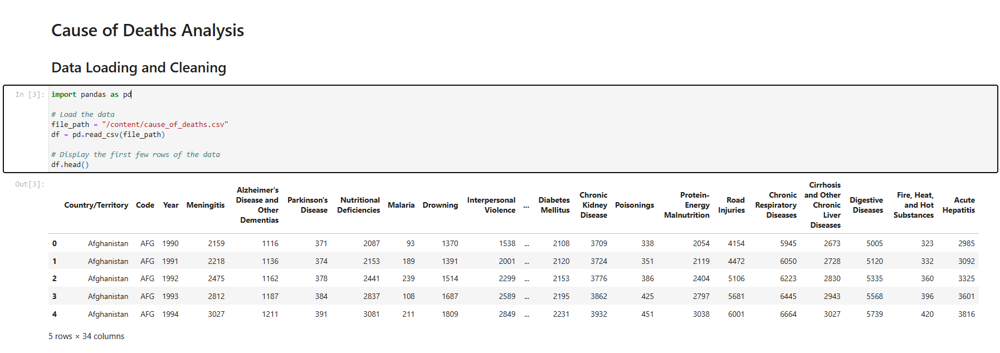 Cause of Deaths Analysis
Data Loading and Cleaning
In [3]:
import pandas as pd
# Load the data
file_path = "/content/cause_of_deaths.csv"
df = pd.read_csv(file_path)
# Display the first few rows of the data
df.head()
Out[3]:
Country/Territory Code Year Meningitis Alzheimer's Disease and Other Dementias Parkinson's Disease Nutritional Deficiencies Malaria Drowning Interpersonal Violence ... Diabetes Mellitus Chronic Kidney Disease Poisonings Protein-Energy Malnutrition Road Injuries Chronic Respiratory Diseases Cirrhosis and Other Chronic Liver Diseases Digestive Diseases Fire, Heat, and Hot Substances Acute Hepatitis
0 Afghanistan AFG 1990 2159 1116 371 2087 93 1370 1538 ... 2108 3709 338 2054 4154 5945 2673 5005 323 2985
1 Afghanistan AFG 1991 2218 1136 374 2153 189 1391 2001 ... 2120 3724 351 2119 4472 6050 2728 5120 332 3092
2 Afghanistan AFG 1992 2475 1162 378 2441 239 1514 2299 ... 2153 3776 386 2404 5106 6223 2830 5335 360 3325
3 Afghanistan AFG 1993 2812 1187 384 2837 108 1687 2589 ... 2195 3862 425 2797 5681 6445 2943 5568 396 3601
4 Afghanistan AFG 1994 3027 1211 391 3081 211 1809 2849 ... 2231 3932 451 3038 6001 6664 3027 5739 420 3816
5 rows × 34 columns